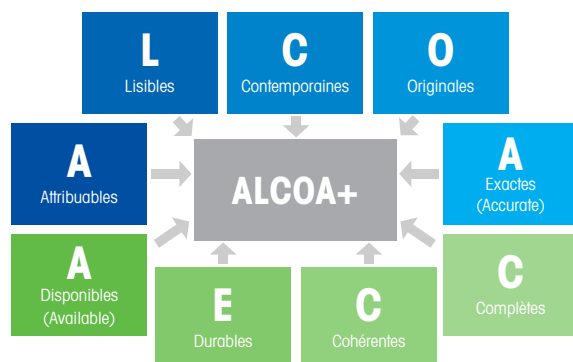 L
Lisibles
C
Contemporaines
O
Originales
A
Attribuables
ALCOA+
A
Exactes
(Accurate)
A
Disponibles
(Available)
E
Durables
C
Cohérentes
C
Complètes